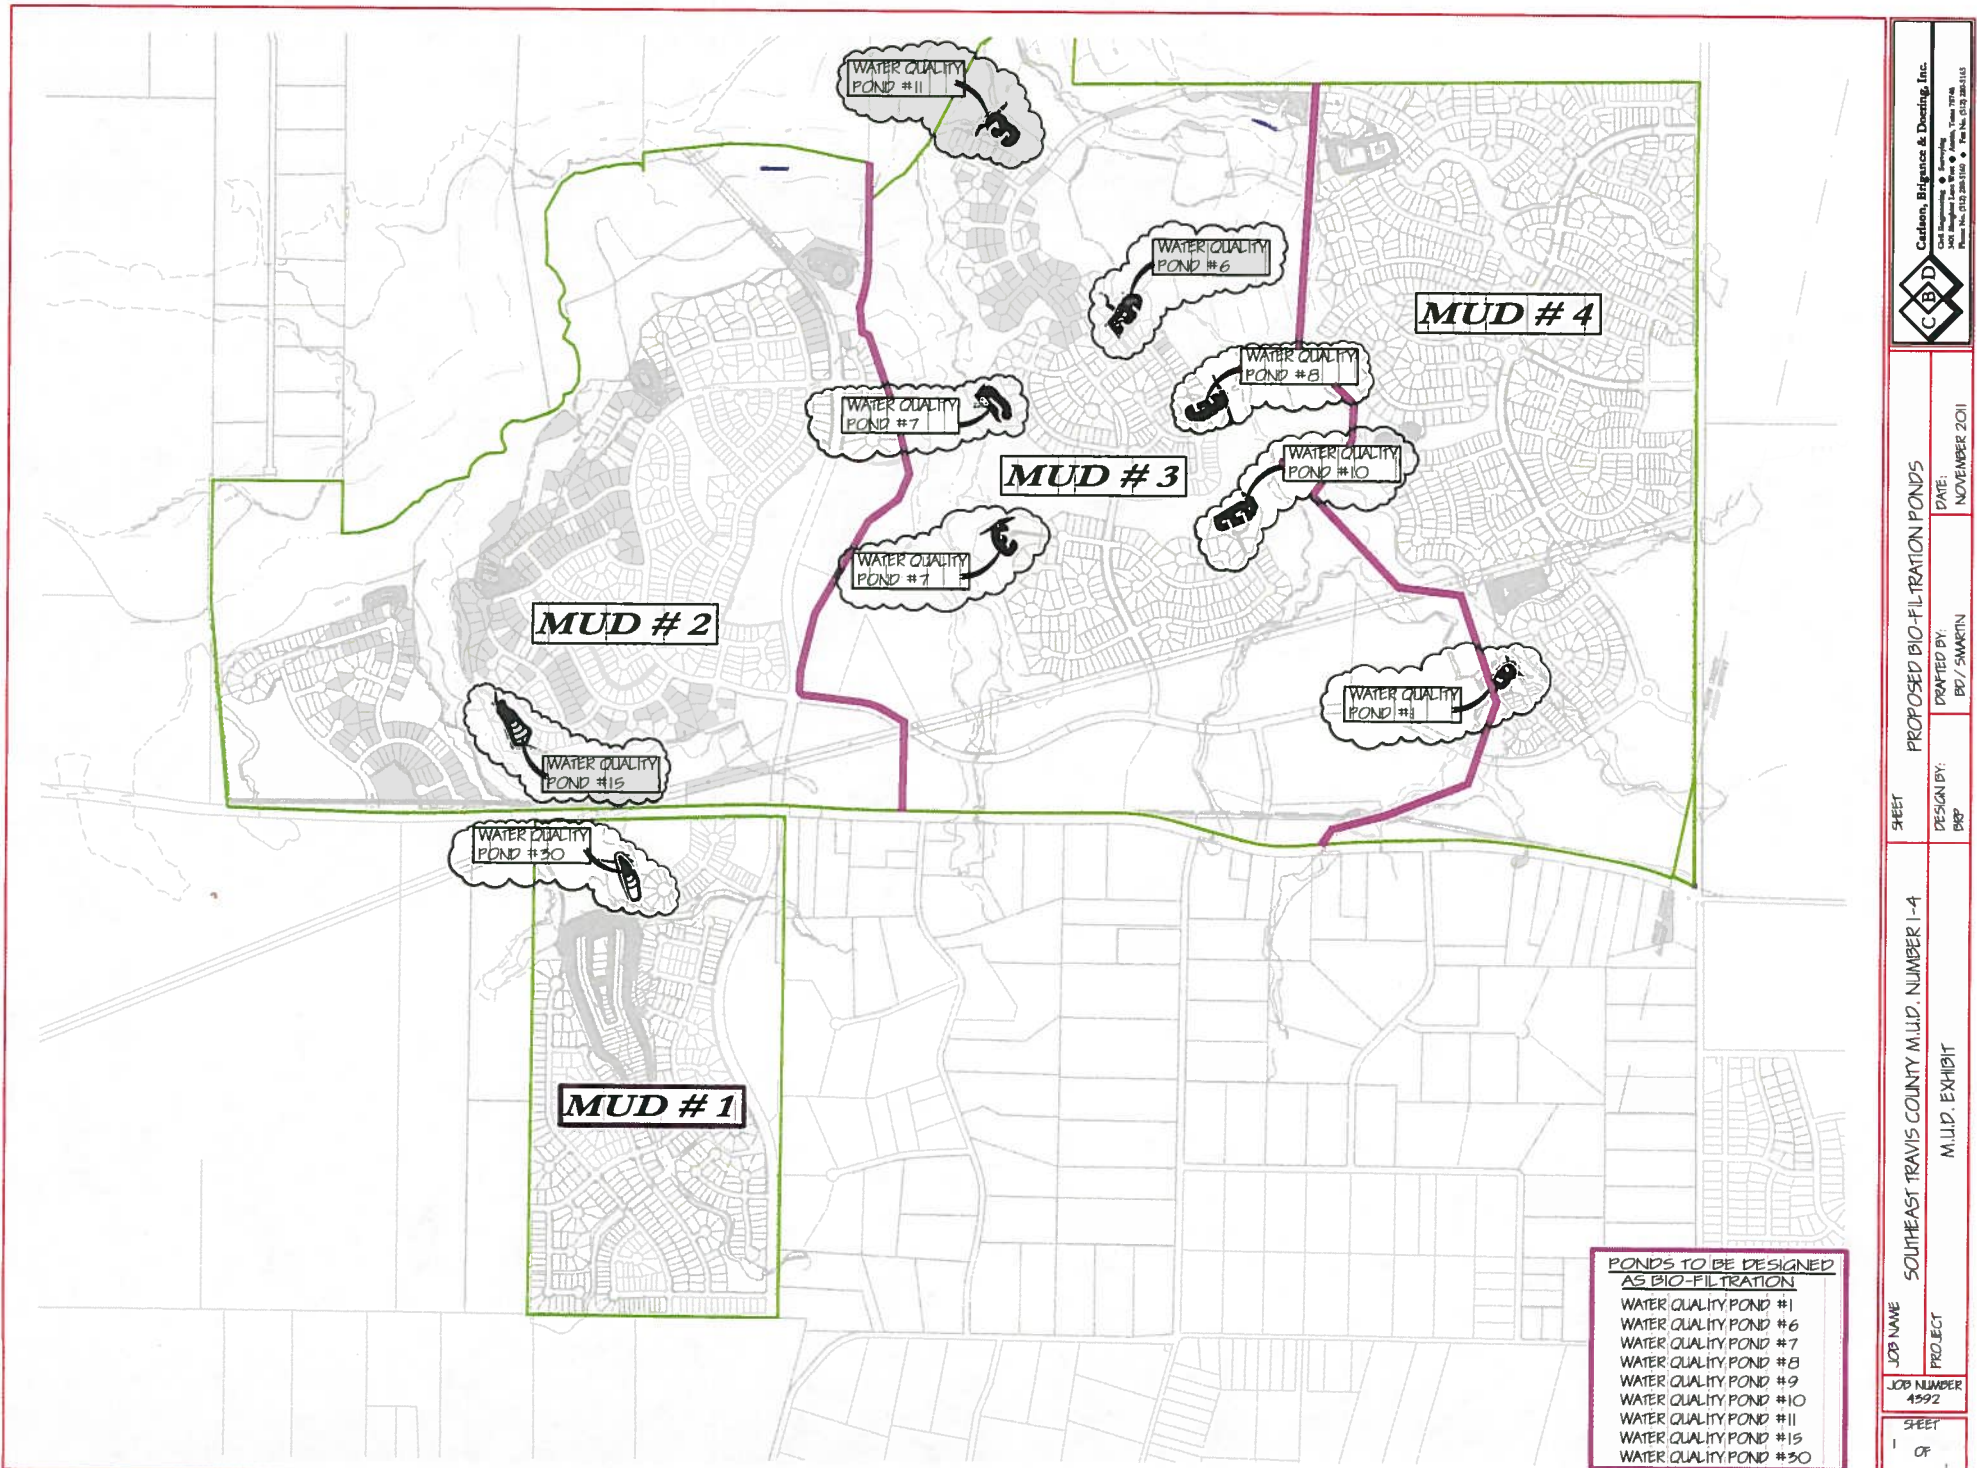 WATER QUALITY
POND #11
WATER QUALITY
POND #6
MUD # 4
WATER QUALITY
POND #8
WATER QUALITY
POND #7
WATER QUALITY
POND #10
MUD # 3
WATER QUALITY
POND #7
MUD # 2
WATER QUALITY
POND #1
WATER QUALITY
POND #15
WATER QUALITY
POND #30
MUD # 1
PONDS TO BE DESIGNED
AS BIO-FILTRATION
WATER QUALITY POND #1
WATER QUALITY POND #6
WATER QUALITY POND #7
WATER QUALITY POND #8
WATER QUALITY POND #9
WATER QUALITY POND #10
WATER QUALITY POND #11
WATER QUALITY POND #15
WATER QUALITY POND #30
CBD
Carlson, Brigance & Doering, Inc.
Civil Engineering ◆ Surveying
SHEET
PROPOSED BIO-FILTRATION PONDS
DESIGN BY:
BRP
DRAFTED BY:
BD / SMARTIN
DATE:
NOVEMBER 2011
JOB NAME
SOUTHEAST TRAVIS COUNTY M.U.D. NUMBER 1-4
PROJECT
M.U.D. EXHIBIT
JOB NUMBER
4392
SHEET
1 OF